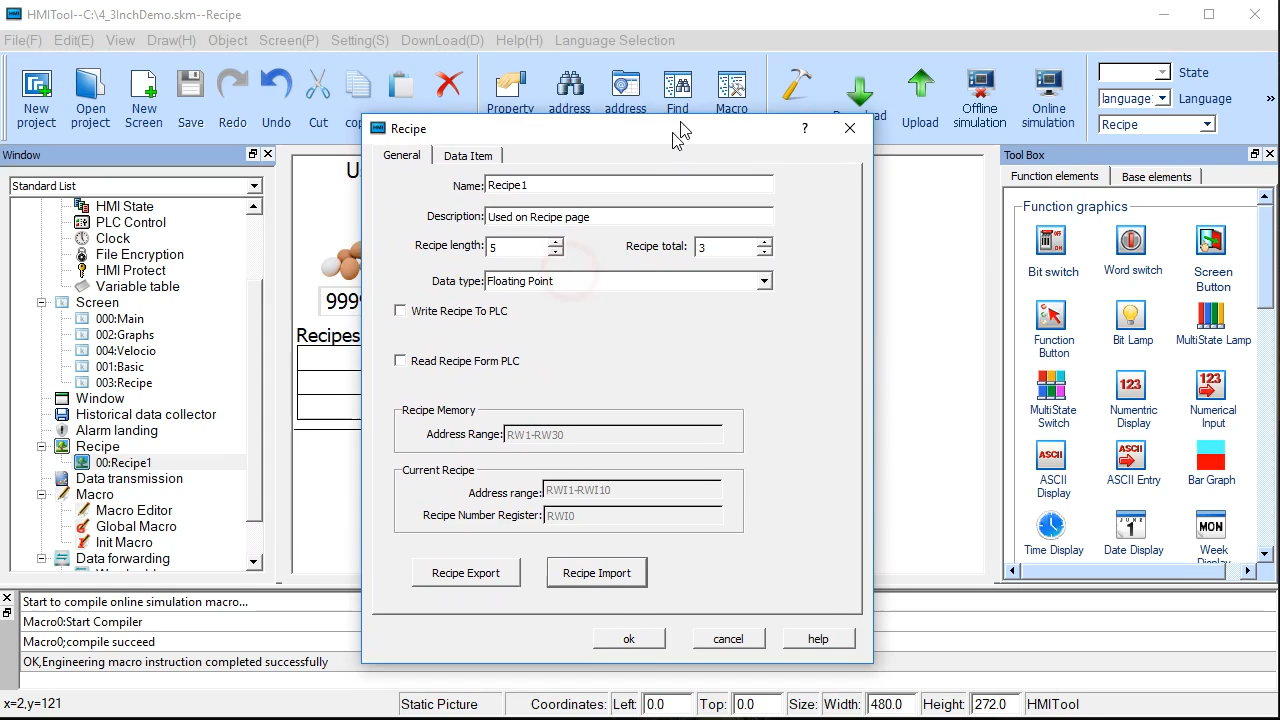 HMITool--C:\4_3InchDemo.skm--Recipe
File(F) Edit(E) View Draw(H) Object Screen(P) Setting(S) DownLoad(D) Help(H) Language Selection
New project
Open project
New Screen
Save
Redo
Undo
Cut
Property
address
address
Find
Macro
Upload
Offline simulation
Online simulation
State
language: Language
Recipe
»
Window
Standard List
HMI State
PLC Control
Clock
File Encryption
HMI Protect
Variable table
Screen
000:Main
002:Graphs
004:Velocio
001:Basic
003:Recipe
Window
Historical data collector
Alarm landing
Recipe
00:Recipe1
Data transmission
Macro
Macro Editor
Global Macro
Init Macro
Data forwarding
U
999
Recipes
Recipe
?
General
Data Item
Name: Recipe1
Description: Used on Recipe page
Recipe length: 5 Recipe total: 3
Data type: Floating Point
Write Recipe To PLC
Read Recipe Form PLC
Recipe Memory
Address Range: RW1-RW30
Current Recipe
Address range: RWI1-RWI10
Recipe Number Register: RWI0
Recipe Export
Recipe Import
ok
cancel
help
Tool Box
Function elements
Base elements
Function graphics
Bit switch
Word switch
Screen Button
Function Button
Bit Lamp
MultiState Lamp
MultiState Switch
123
Numeric Display
123
Numerical Input
ASCII
ASCII Display
ASCII
ASCII Entry
Bar Graph
Time Display
JUNE
1
Date Display
MON
Week
Start to compile online simulation macro...
Macro0:Start Compiler
Macro0;compile succeed
OK,Engineering macro instruction completed successfully
x=2,y=121
Static Picture
Coordinates: Left: 0.0 Top: 0.0 Size: Width: 480.0 Height: 272.0 HMITool